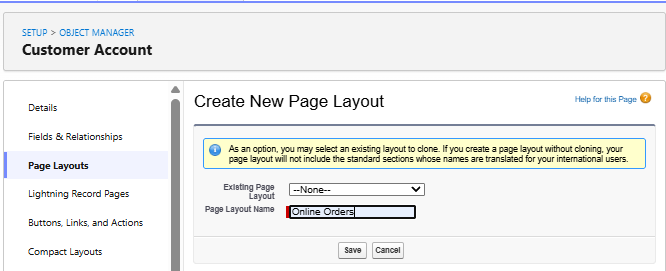 SETUP > OBJECT MANAGER
Customer Account
Details
Fields & Relationships
Page Layouts
Lightning Record Pages
Buttons, Links, and Actions
Compact Layouts
Create New Page Layout
Help for this Page ?
i As an option, you may select an existing layout to clone. If you create a page layout without cloning, your
page layout will not include the standard sections whose names are translated for your international users.
Existing Page
Layout
--None--
Page Layout Name
Online Orders
Save
Cancel